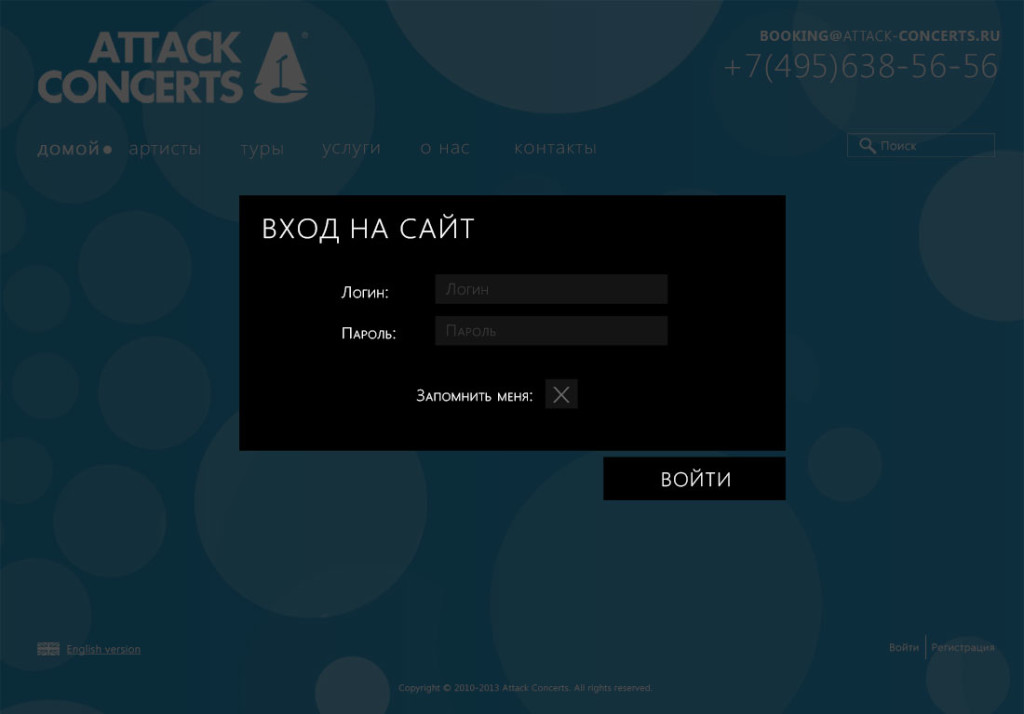 ATTACK
CONCERTS
BOOKING@ATTACK-CONCERTS.RU
+7(495)638-56-56
домой артисты туры услуги о нас контакты
Поиск
ВХОД НА САЙТ
Логин: Логин
Пароль: Пароль
Запомнить меня:
ВОЙТИ
English version
Войти Регистрация
Copyright © 2010-2013 Attack Concerts. All rights reserved.